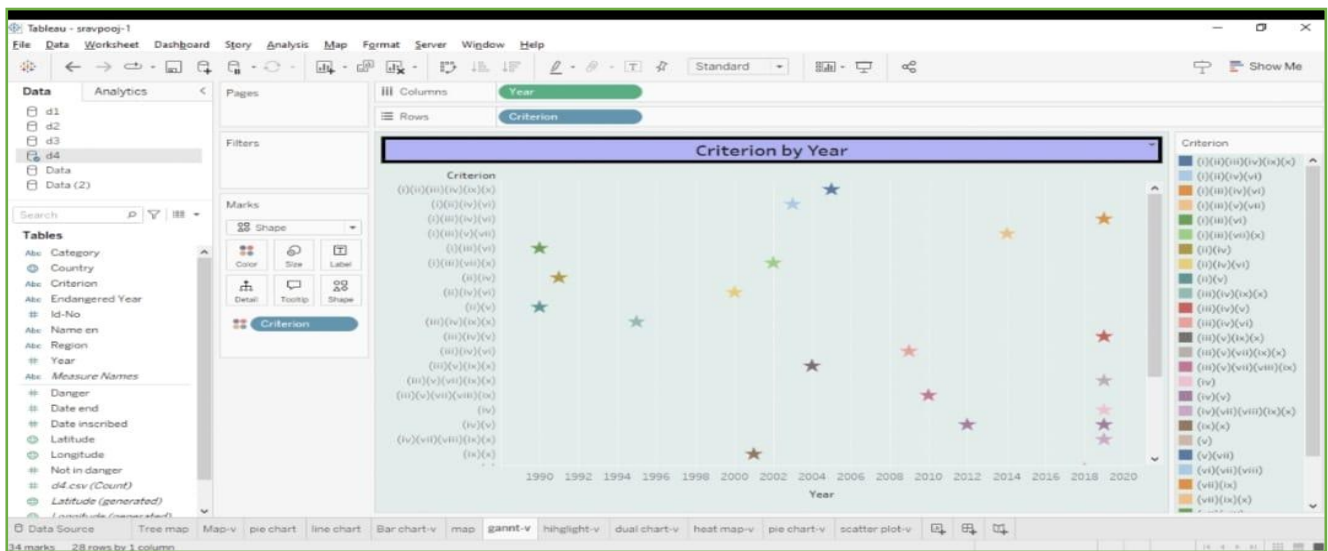 Tableau - sravpooj-1
File Data Worksheet Dashboard Story Analysis Map Format Server Window Help
Standard
Show Me
Data Analytics
d1
d2
d3
d4
Data
Data (2)
Search
Tables
Abc Category
Country
Abc Criterion
Abc Endangered Year
# Id-No
Abc Name en
Abc Region
# Year
Abc Measure Names
# Danger
# Date end
# Date inscribed
Latitude
Longitude
# Not in danger
# d4.csv (Count)
Latitude (generated)
Pages
Filters
Marks
Shape
Color Size Label
Detail Tooltip Shape
Criterion
Columns Year
Rows Criterion
Criterion by Year
Criterion
(i)(ii)(iii)(iv)(ix)(x)
(i)(ii)(iv)(vi)
(i)(iii)(iv)(vi)
(i)(iii)(v)(vii)
(i)(iii)(vi)
(i)(iii)(vii)(x)
(ii)(iv)
(ii)(iv)(vi)
(ii)(v)
(iii)(iv)(ix)(x)
(iii)(iv)(v)
(iii)(iv)(vi)
(iii)(v)(ix)(x)
(iii)(v)(vii)(ix)(x)
(iii)(v)(vii)(viii)(ix)
(iv)
(iv)(v)
(iv)(vii)(viii)(ix)(x)
(ix)(x)
1990 1992 1994 1996 1998 2000 2002 2004 2006 2008 2010 2012 2014 2016 2018 2020
Year
Criterion
(i)(ii)(iii)(iv)(ix)(x)
(i)(ii)(iv)(vi)
(i)(iii)(iv)(vi)
(i)(iii)(v)(vii)
(i)(iii)(vi)
(i)(iii)(vii)(x)
(ii)(iv)
(ii)(iv)(vi)
(ii)(v)
(iii)(iv)(ix)(x)
(iii)(iv)(v)
(iii)(iv)(vi)
(iii)(v)(ix)(x)
(iii)(v)(vii)(ix)(x)
(iii)(v)(vii)(viii)(ix)
(iv)
(iv)(v)
(iv)(vii)(viii)(ix)(x)
(ix)(x)
(v)
(v)(vii)
(vi)(vii)(viii)
(vii)(ix)
(vii)(ix)(x)
Data Source Tree map Map-v pie chart line chart Bar chart-v map gannt-v hihglight-v dual chart-v heat map-v pie chart-v scatter plot-v
34 marks 28 rows by 1 column